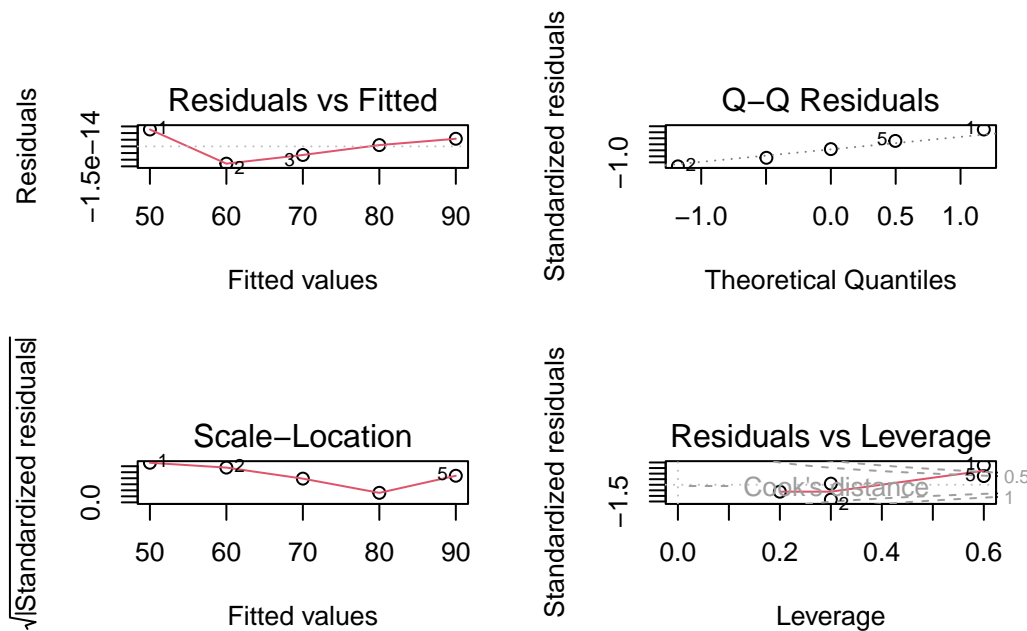 Residuals vs Fitted
Residuals
−1.5e−14
1
2
3
50 60 70 80 90
Fitted values
Q−Q Residuals
Standardized residuals
−1.0
2
5
1
−1.0 0.0 0.5 1.0
Theoretical Quantiles
Scale−Location
√|Standardized residuals|
0.0
1
2
5
50 60 70 80 90
Fitted values
Residuals vs Leverage
Standardized residuals
−1.5
Cook's distance
1
5
2
0.5
1
0.0 0.2 0.4 0.6
Leverage